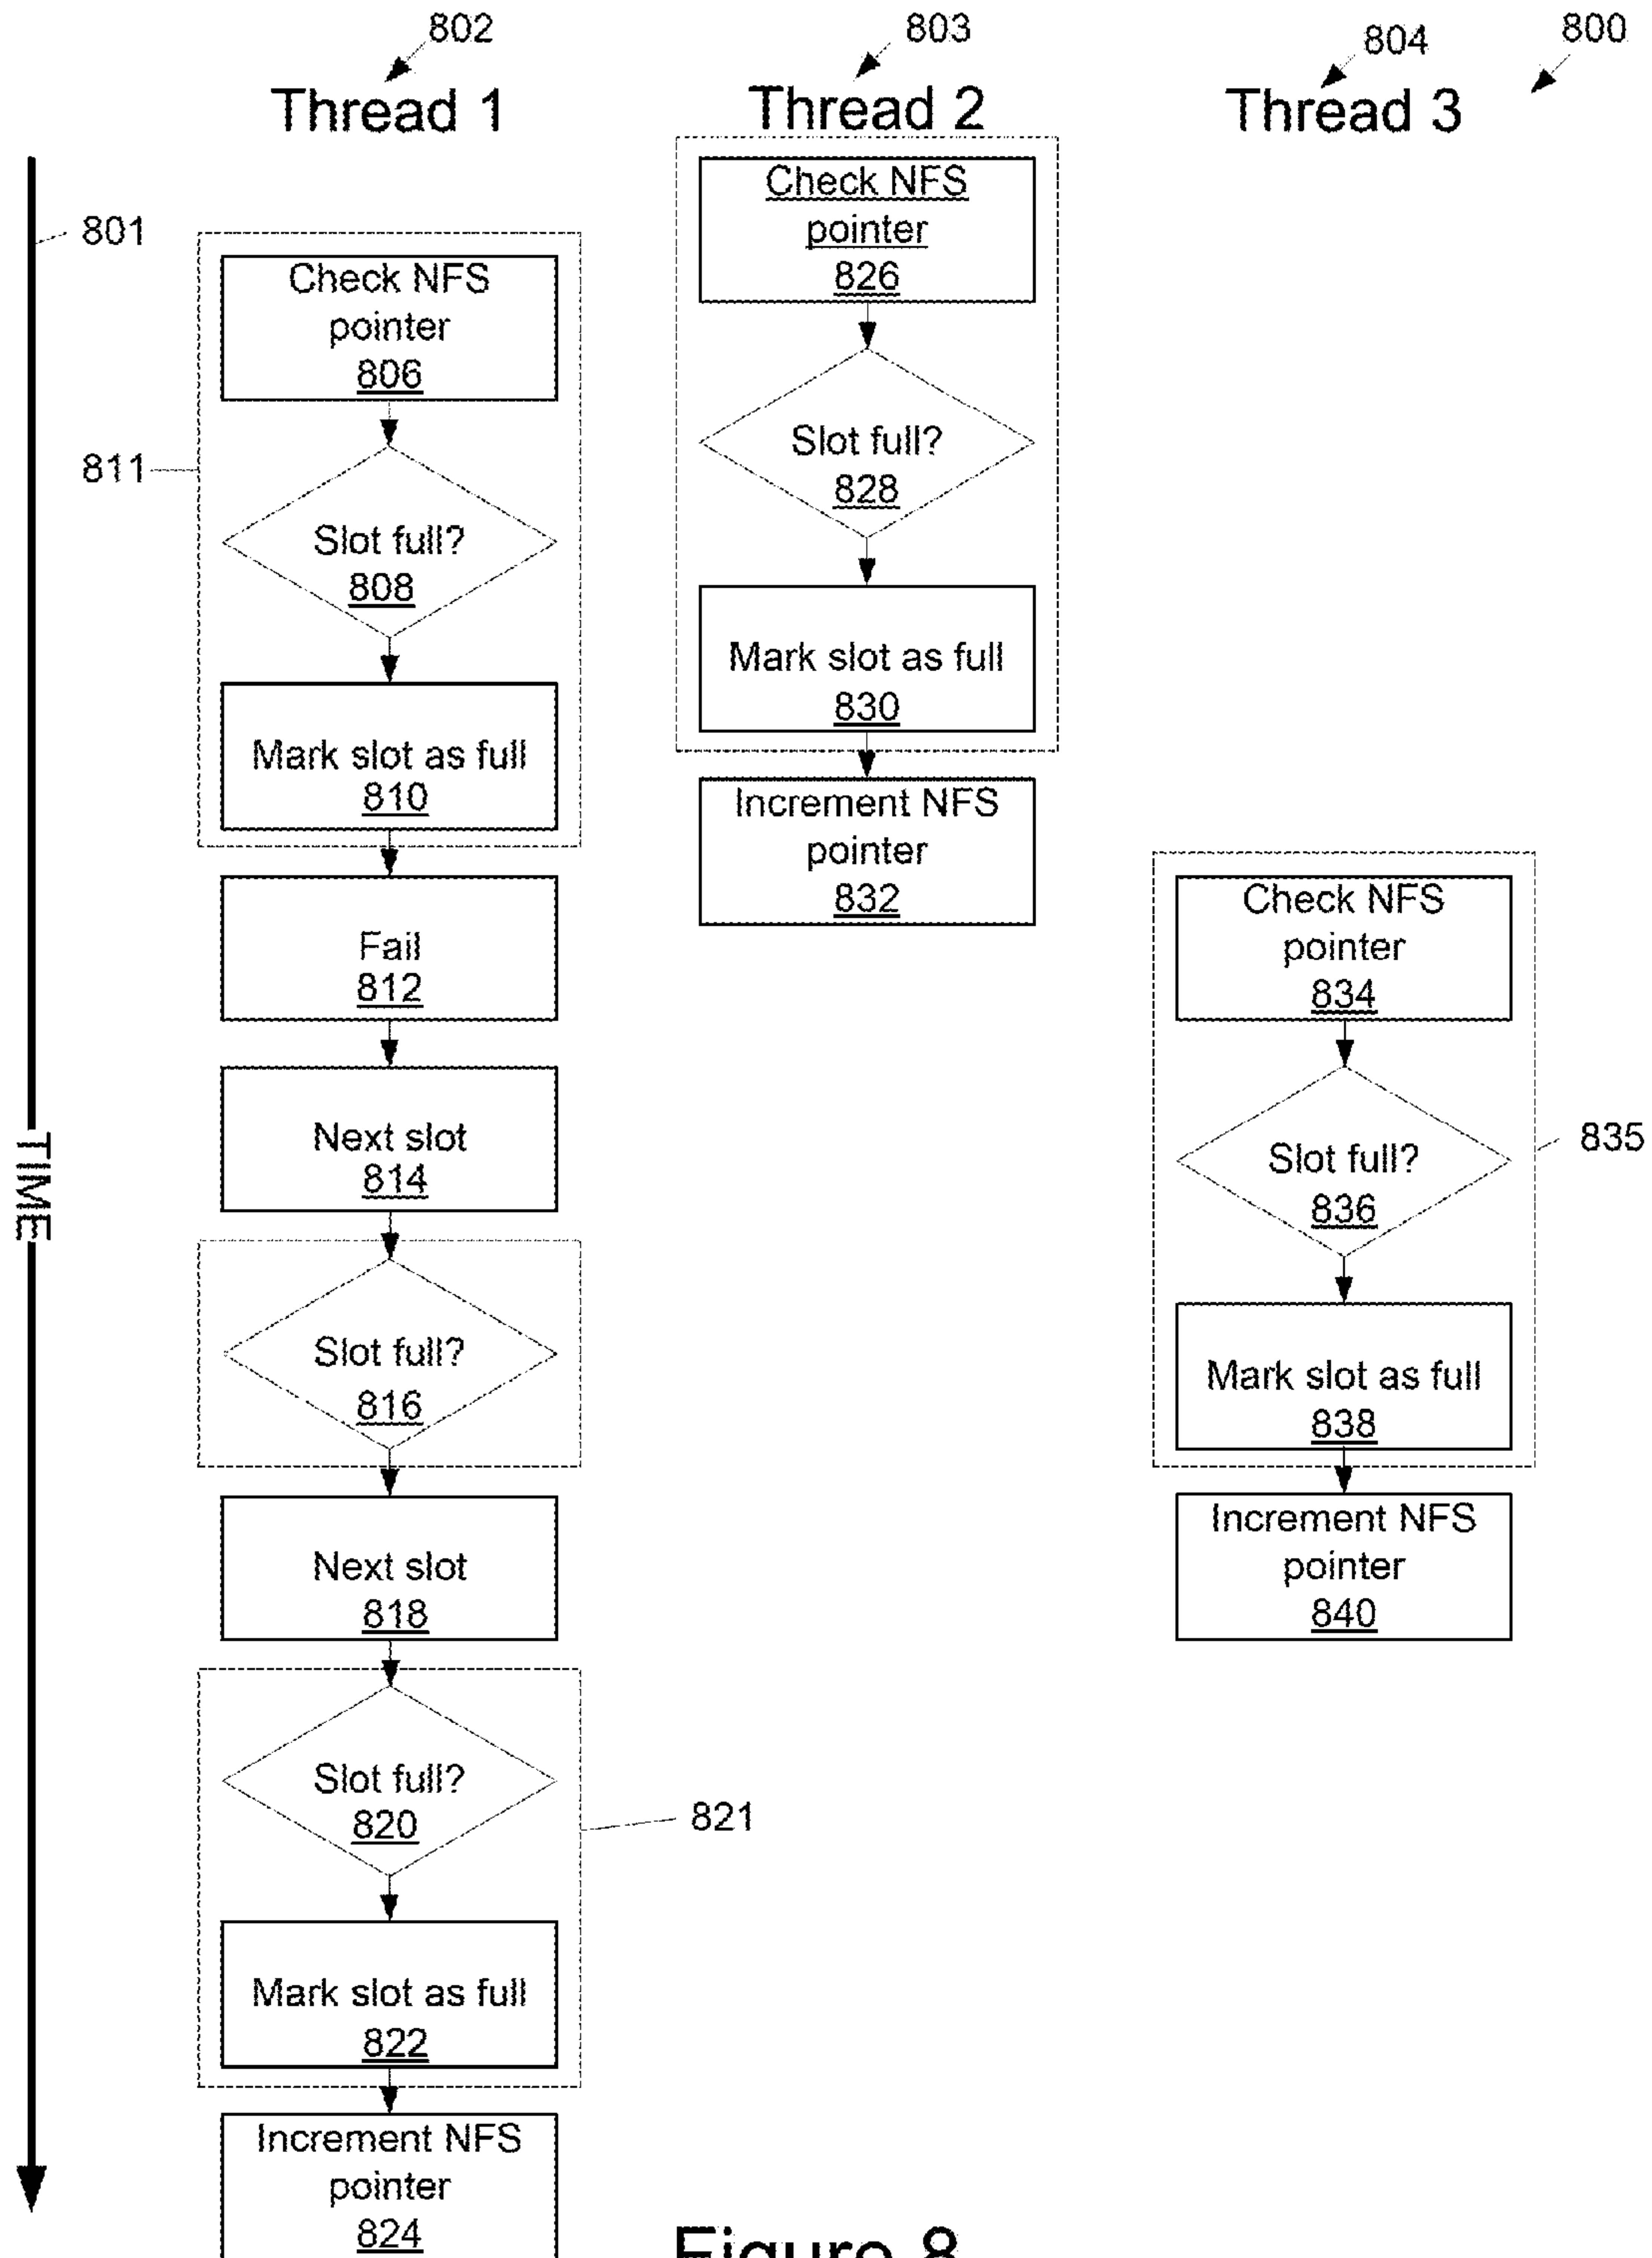 802
803
804
800
Thread 1
Thread 2
Thread 3
801
TIME
811
Check NFS
pointer
806
Slot full?
808
Mark slot as full
810
Fail
812
Next slot
814
Slot full?
816
Next slot
818
Slot full?
820
821
Mark slot as full
822
Increment NFS
pointer
824
Check NFS
pointer
826
Slot full?
828
Mark slot as full
830
Increment NFS
pointer
832
Check NFS
pointer
834
Slot full?
836
835
Mark slot as full
838
Increment NFS
pointer
840
Figure 8